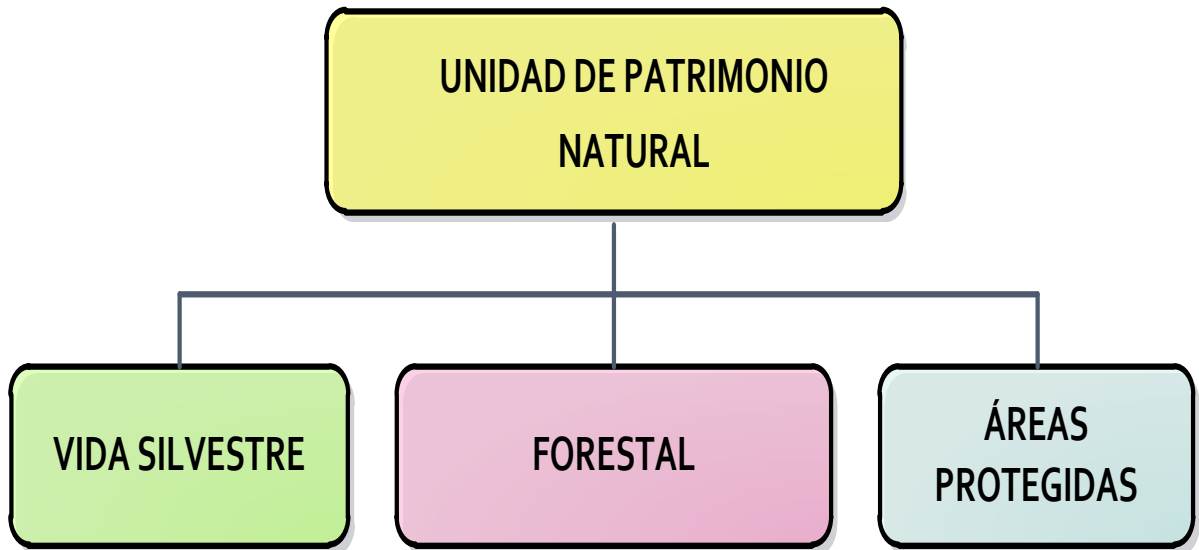 UNIDAD DE PATRIMONIO
NATURAL
VIDA SILVESTRE
FORESTAL
ÁREAS
PROTEGIDAS